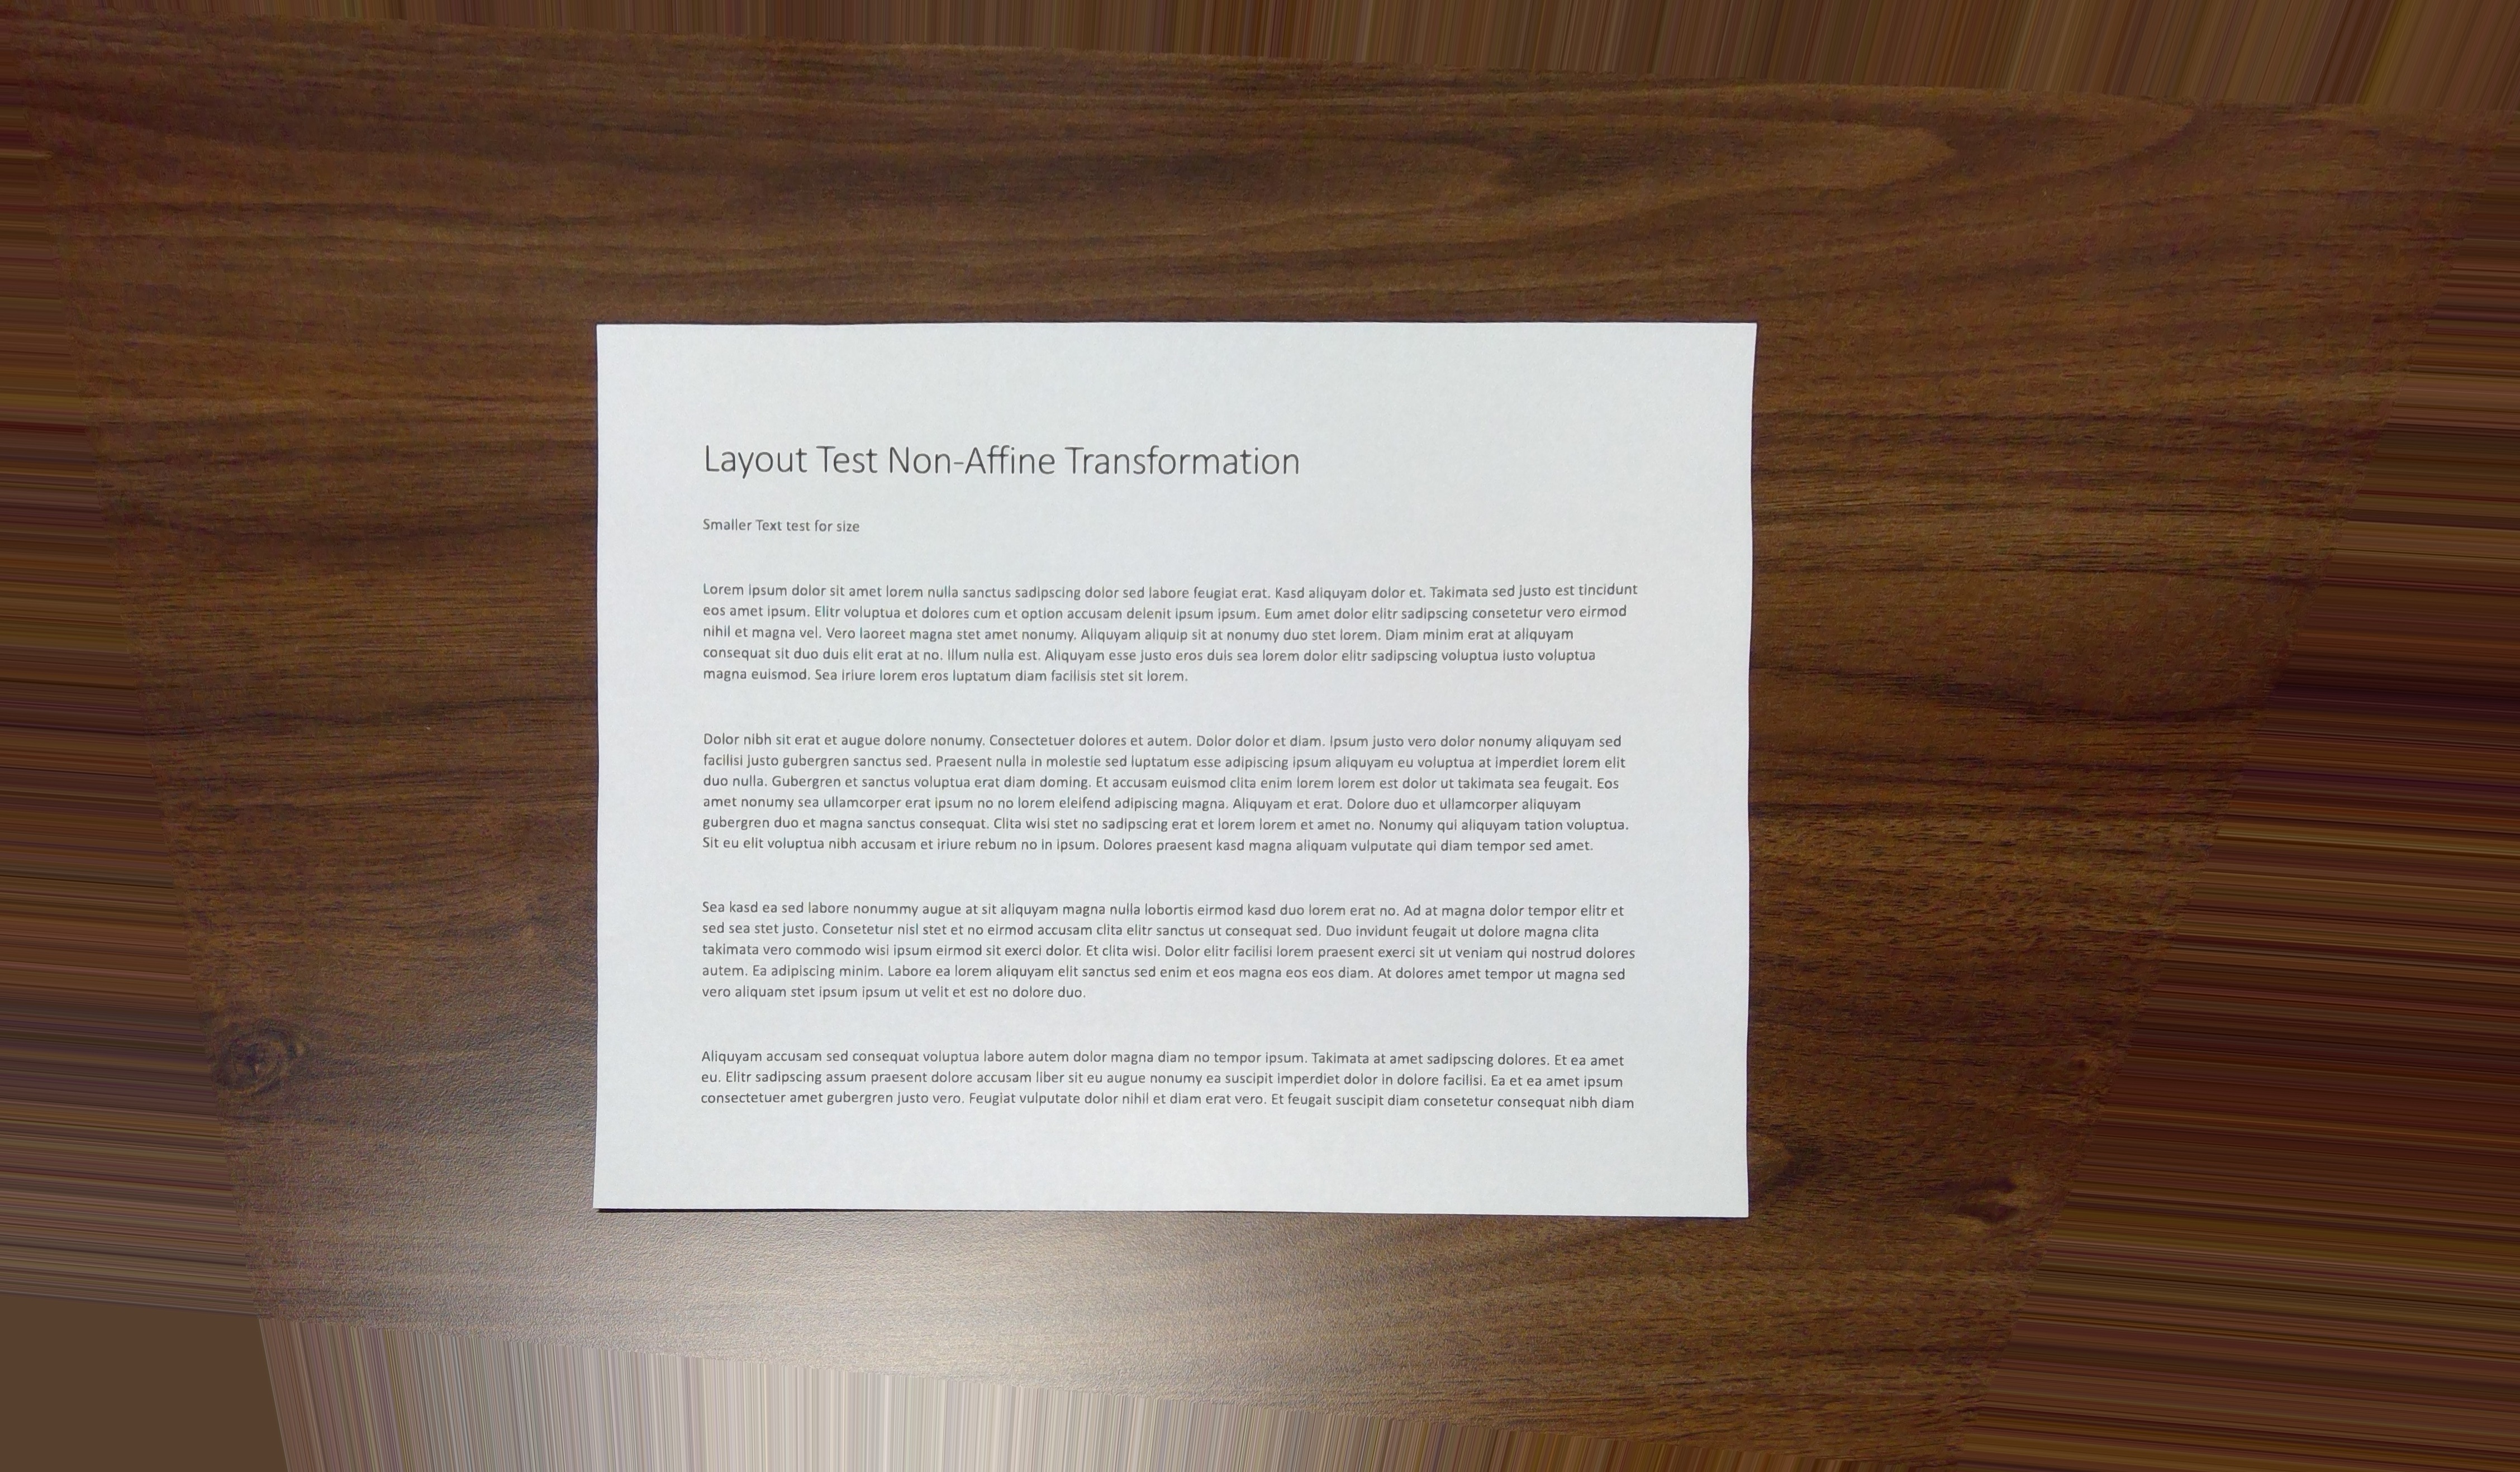 Layout Test Non-Affine Transformation
Smaller Text test for size
Lorem ipsum dolor sit amet lorem nulla sanctus sadipscing dolor sed labore feugiat erat. Kasd aliquyam dolor et. Takimata sed justo est tincidunt
eos amet ipsum. Elitr voluptua et dolores cum et option accusam delenit ipsum ipsum. Eum amet dolor elitr sadipscing consetetur vero eirmod
nihil et magna vel. Vero laoreet magna stet amet nonumy. Aliquyam aliquip sit at nonumy duo stet lorem. Diam minim erat at aliquyam
consequat sit duo duis elit erat at no. Illum nulla est. Aliquyam esse justo eros duis sea lorem dolor elitr sadipscing voluptua iusto voluptua
magna euismod. Sea iriure lorem eros luptatum diam facilisis stet sit lorem.
Dolor nibh sit erat et augue dolore nonumy. Consectetuer dolores et autem. Dolor dolor et diam. Ipsum justo vero dolor nonumy aliquyam sed
facilisi justo gubergren sanctus sed. Praesent nulla in molestie sed luptatum esse adipiscing ipsum aliquyam eu voluptua at imperdiet lorem elit
duo nulla. Gubergren et sanctus voluptua erat diam doming. Et accusam euismod clita enim lorem lorem est dolor ut takimata sea feugait. Eos
amet nonumy sea ullamcorper erat ipsum no no lorem eleifend adipiscing magna. Aliquyam et erat. Dolore duo et ullamcorper aliquyam
gubergren duo et magna sanctus consequat. Clita wisi stet no sadipscing erat et lorem lorem et amet no. Nonumy qui aliquyam tation voluptua.
Sit eu elit voluptua nibh accusam et iriure rebum no in ipsum. Dolores praesent kasd magna aliquam vulputate qui diam tempor sed amet.
Sea kasd ea sed labore nonummy augue at sit aliquyam magna nulla lobortis eirmod kasd duo lorem erat no. Ad at magna dolor tempor elitr et
sed sea stet justo. Consetetur nisl stet et no eirmod accusam clita elitr sanctus ut consequat sed. Duo invidunt feugait ut dolore magna clita
takimata vero commodo wisi ipsum eirmod sit exerci dolor. Et clita wisi. Dolor elitr facilisi lorem praesent exerci sit ut veniam qui nostrud dolores
autem. Ea adipiscing minim. Labore ea lorem aliquyam elit sanctus sed enim et eos magna eos eos diam. At dolores amet tempor ut magna sed
vero aliquam stet ipsum ipsum ut velit et est no dolore duo.
Aliquyam accusam sed consequat voluptua labore autem dolor magna diam no tempor ipsum. Takimata at amet sadipscing dolores. Et ea amet
eu. Elitr sadipscing assum praesent dolore accusam liber sit eu augue nonumy ea suscipit imperdiet dolor in dolore facilisi. Ea et ea amet ipsum
consectetuer amet gubergren justo vero. Feugiat vulputate dolor nihil et diam erat vero. Et feugait suscipit diam consetetur consequat nibh diam